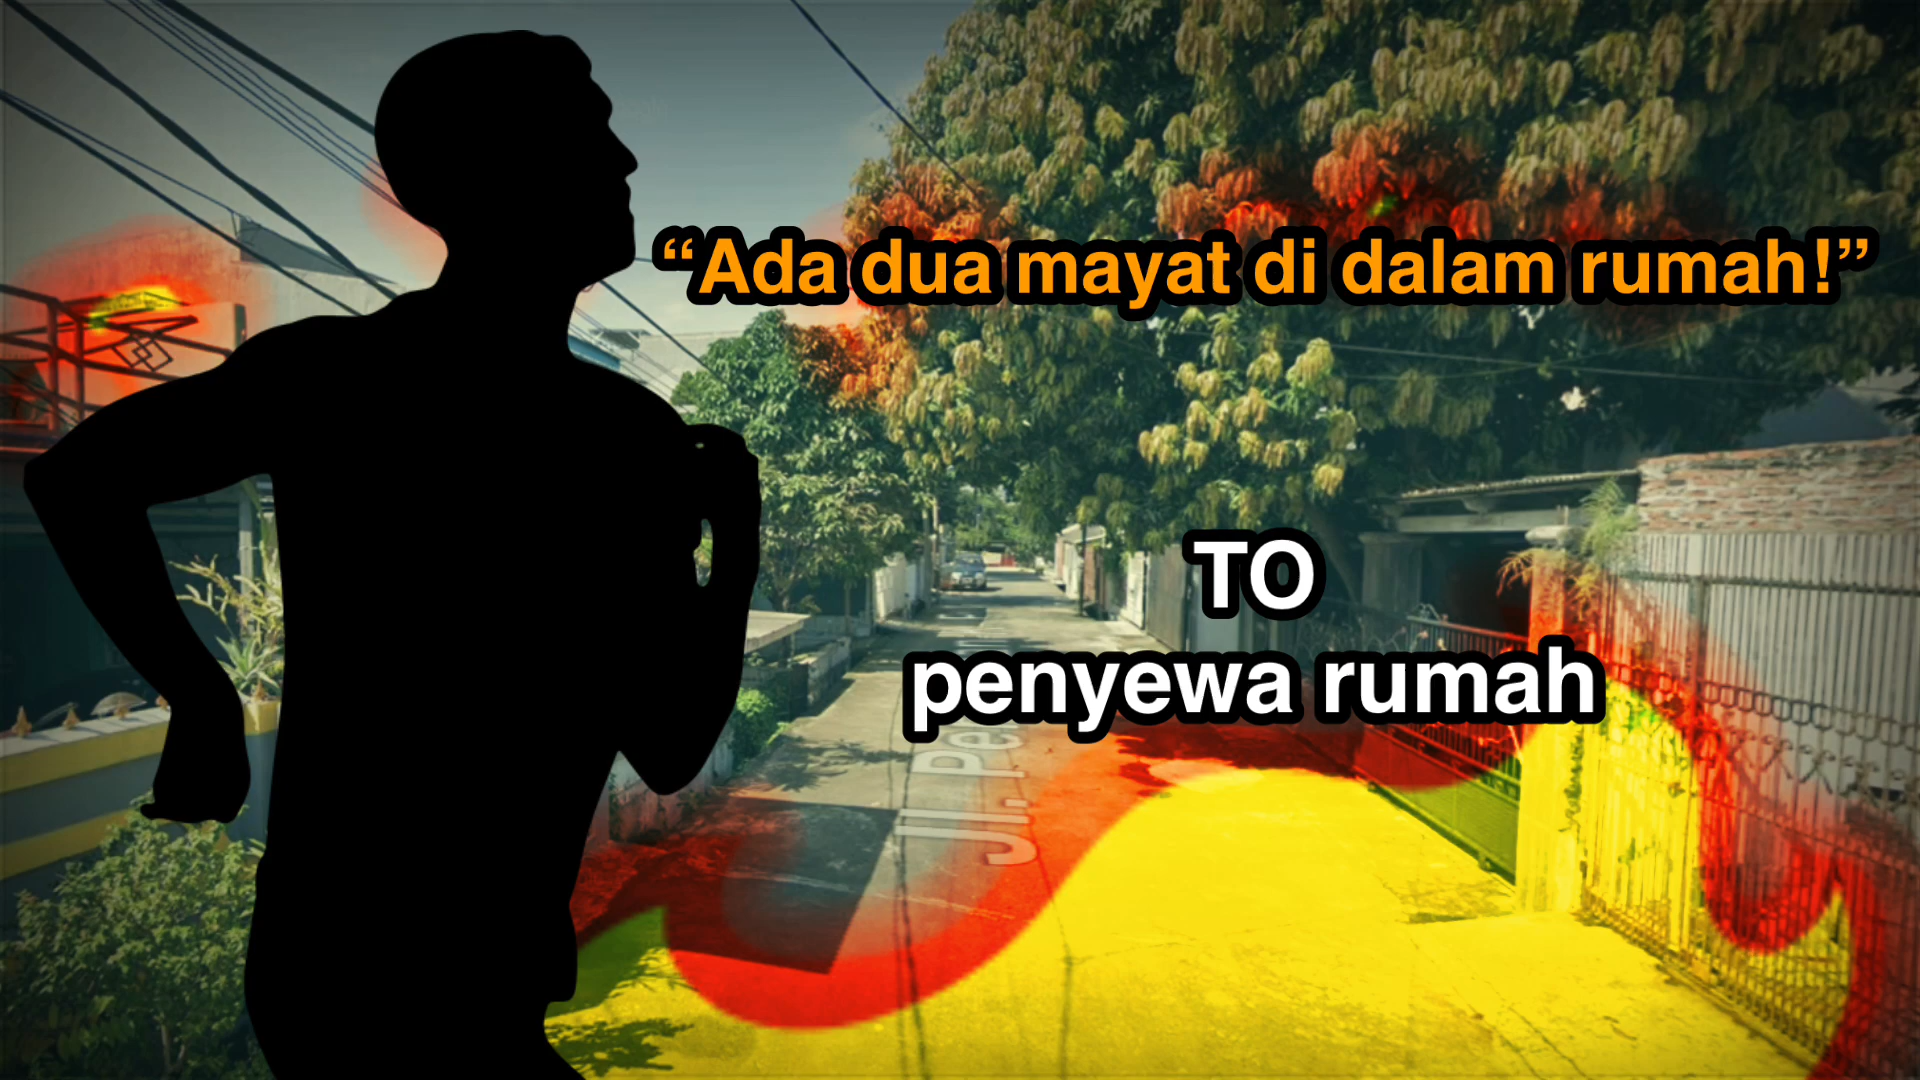 “Ada dua mayat di dalam rumah!”
TO
penyewa rumah